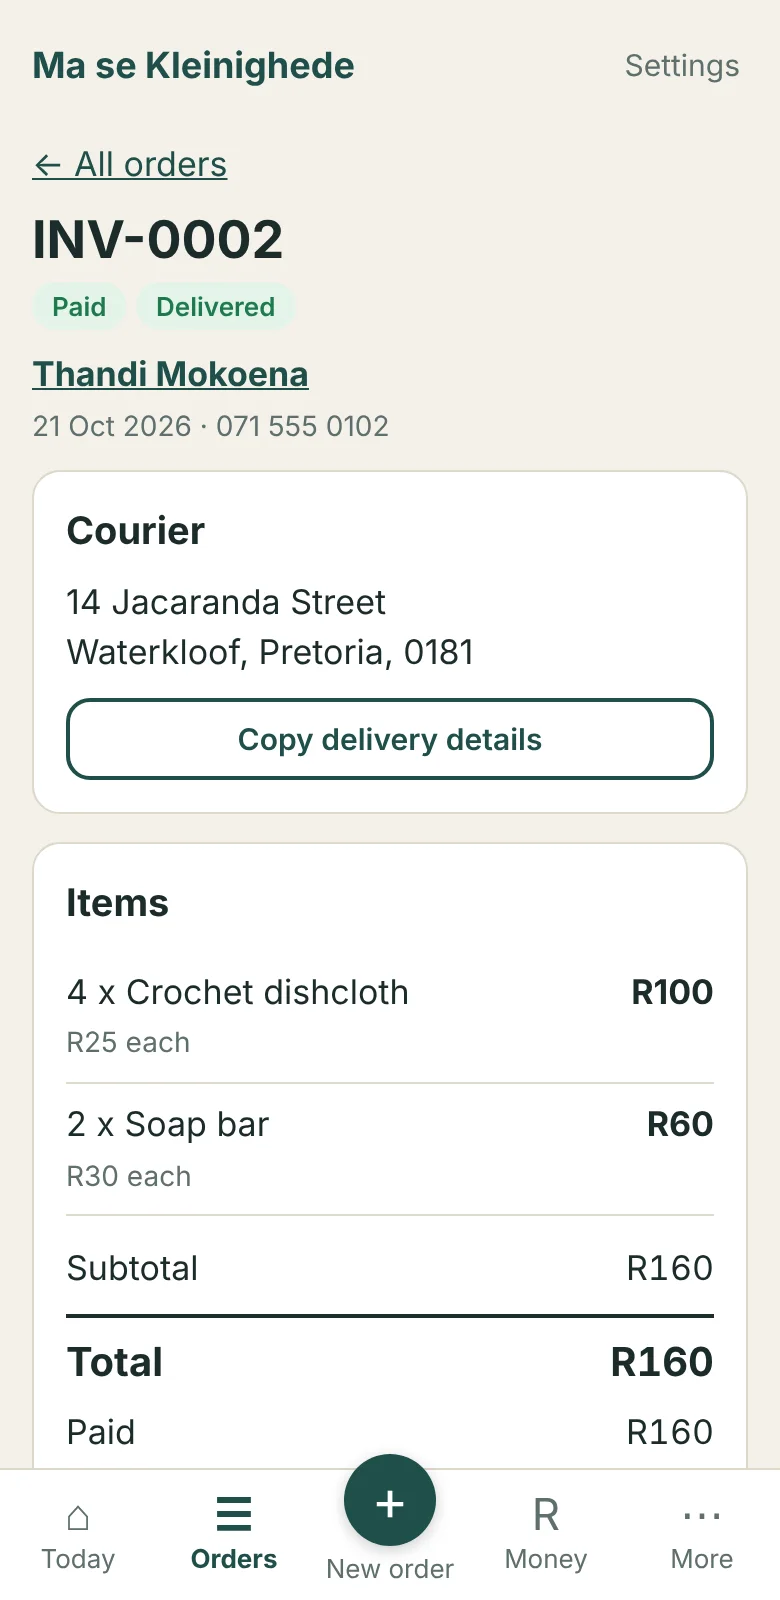 Ma se Kleinighede
Settings
← All orders
INV-0002
Paid
Delivered
Thandi Mokoena
21 Oct 2026 · 071 555 0102
Courier
14 Jacaranda Street
Waterkloof, Pretoria, 0181
Copy delivery details
Items
4 x Crochet dishcloth R100
R25 each
2 x Soap bar R60
R30 each
Subtotal R160
Total R160
Paid R160
Today
Orders
+
New order
R
Money
...
More